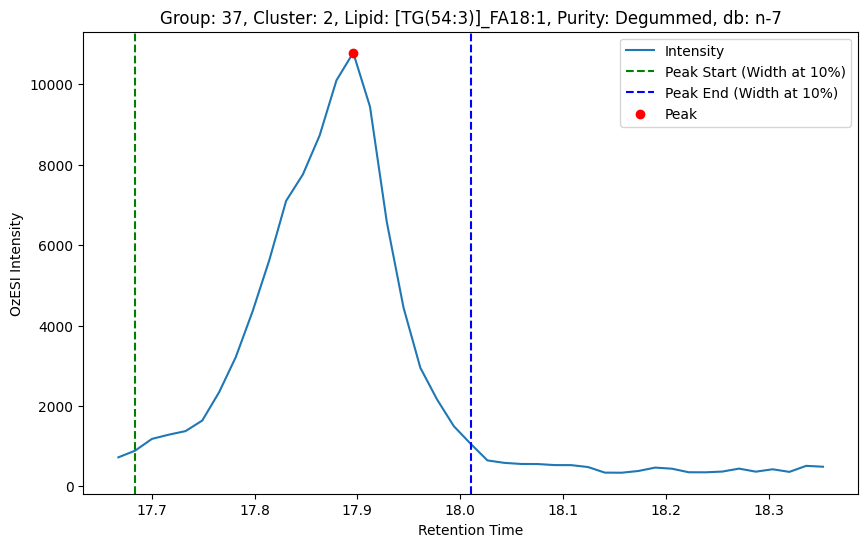 Group: 37, Cluster: 2, Lipid: [TG(54:3)]_FA18:1, Purity: Degummed, db: n-7
Intensity
Peak Start (Width at 10%)
Peak End (Width at 10%)
Peak
OzESI Intensity
10000
8000
6000
4000
2000
0
17.7 17.8 17.9 18.0 18.1 18.2 18.3
Retention Time